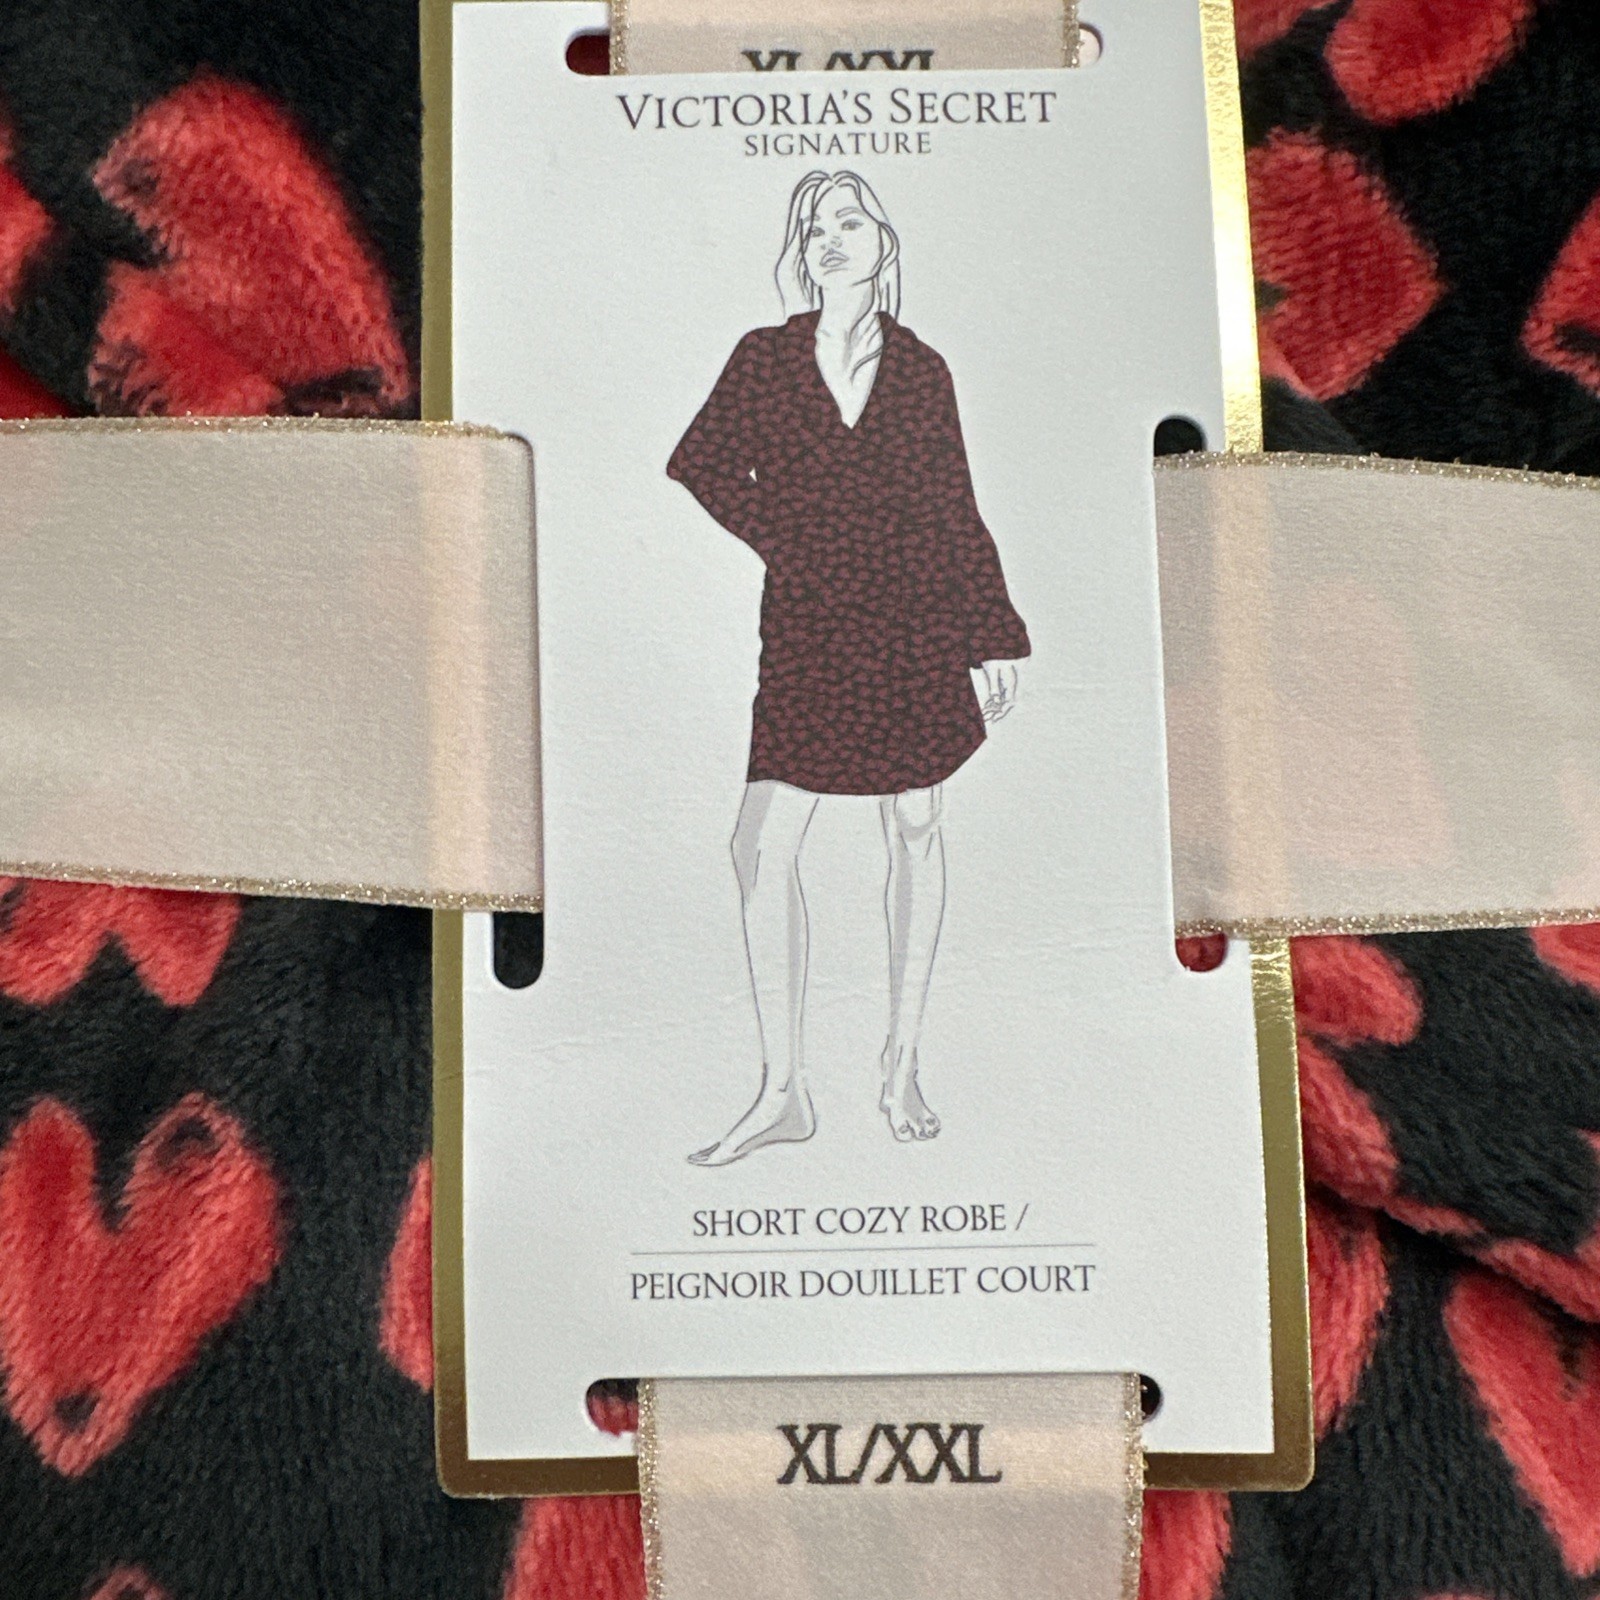 XL/XXL
VICTORIA'S SECRET
SIGNATURE
SHORT COZY ROBE /
PEIGNOIR DOUILLET COURT
XL/XXL